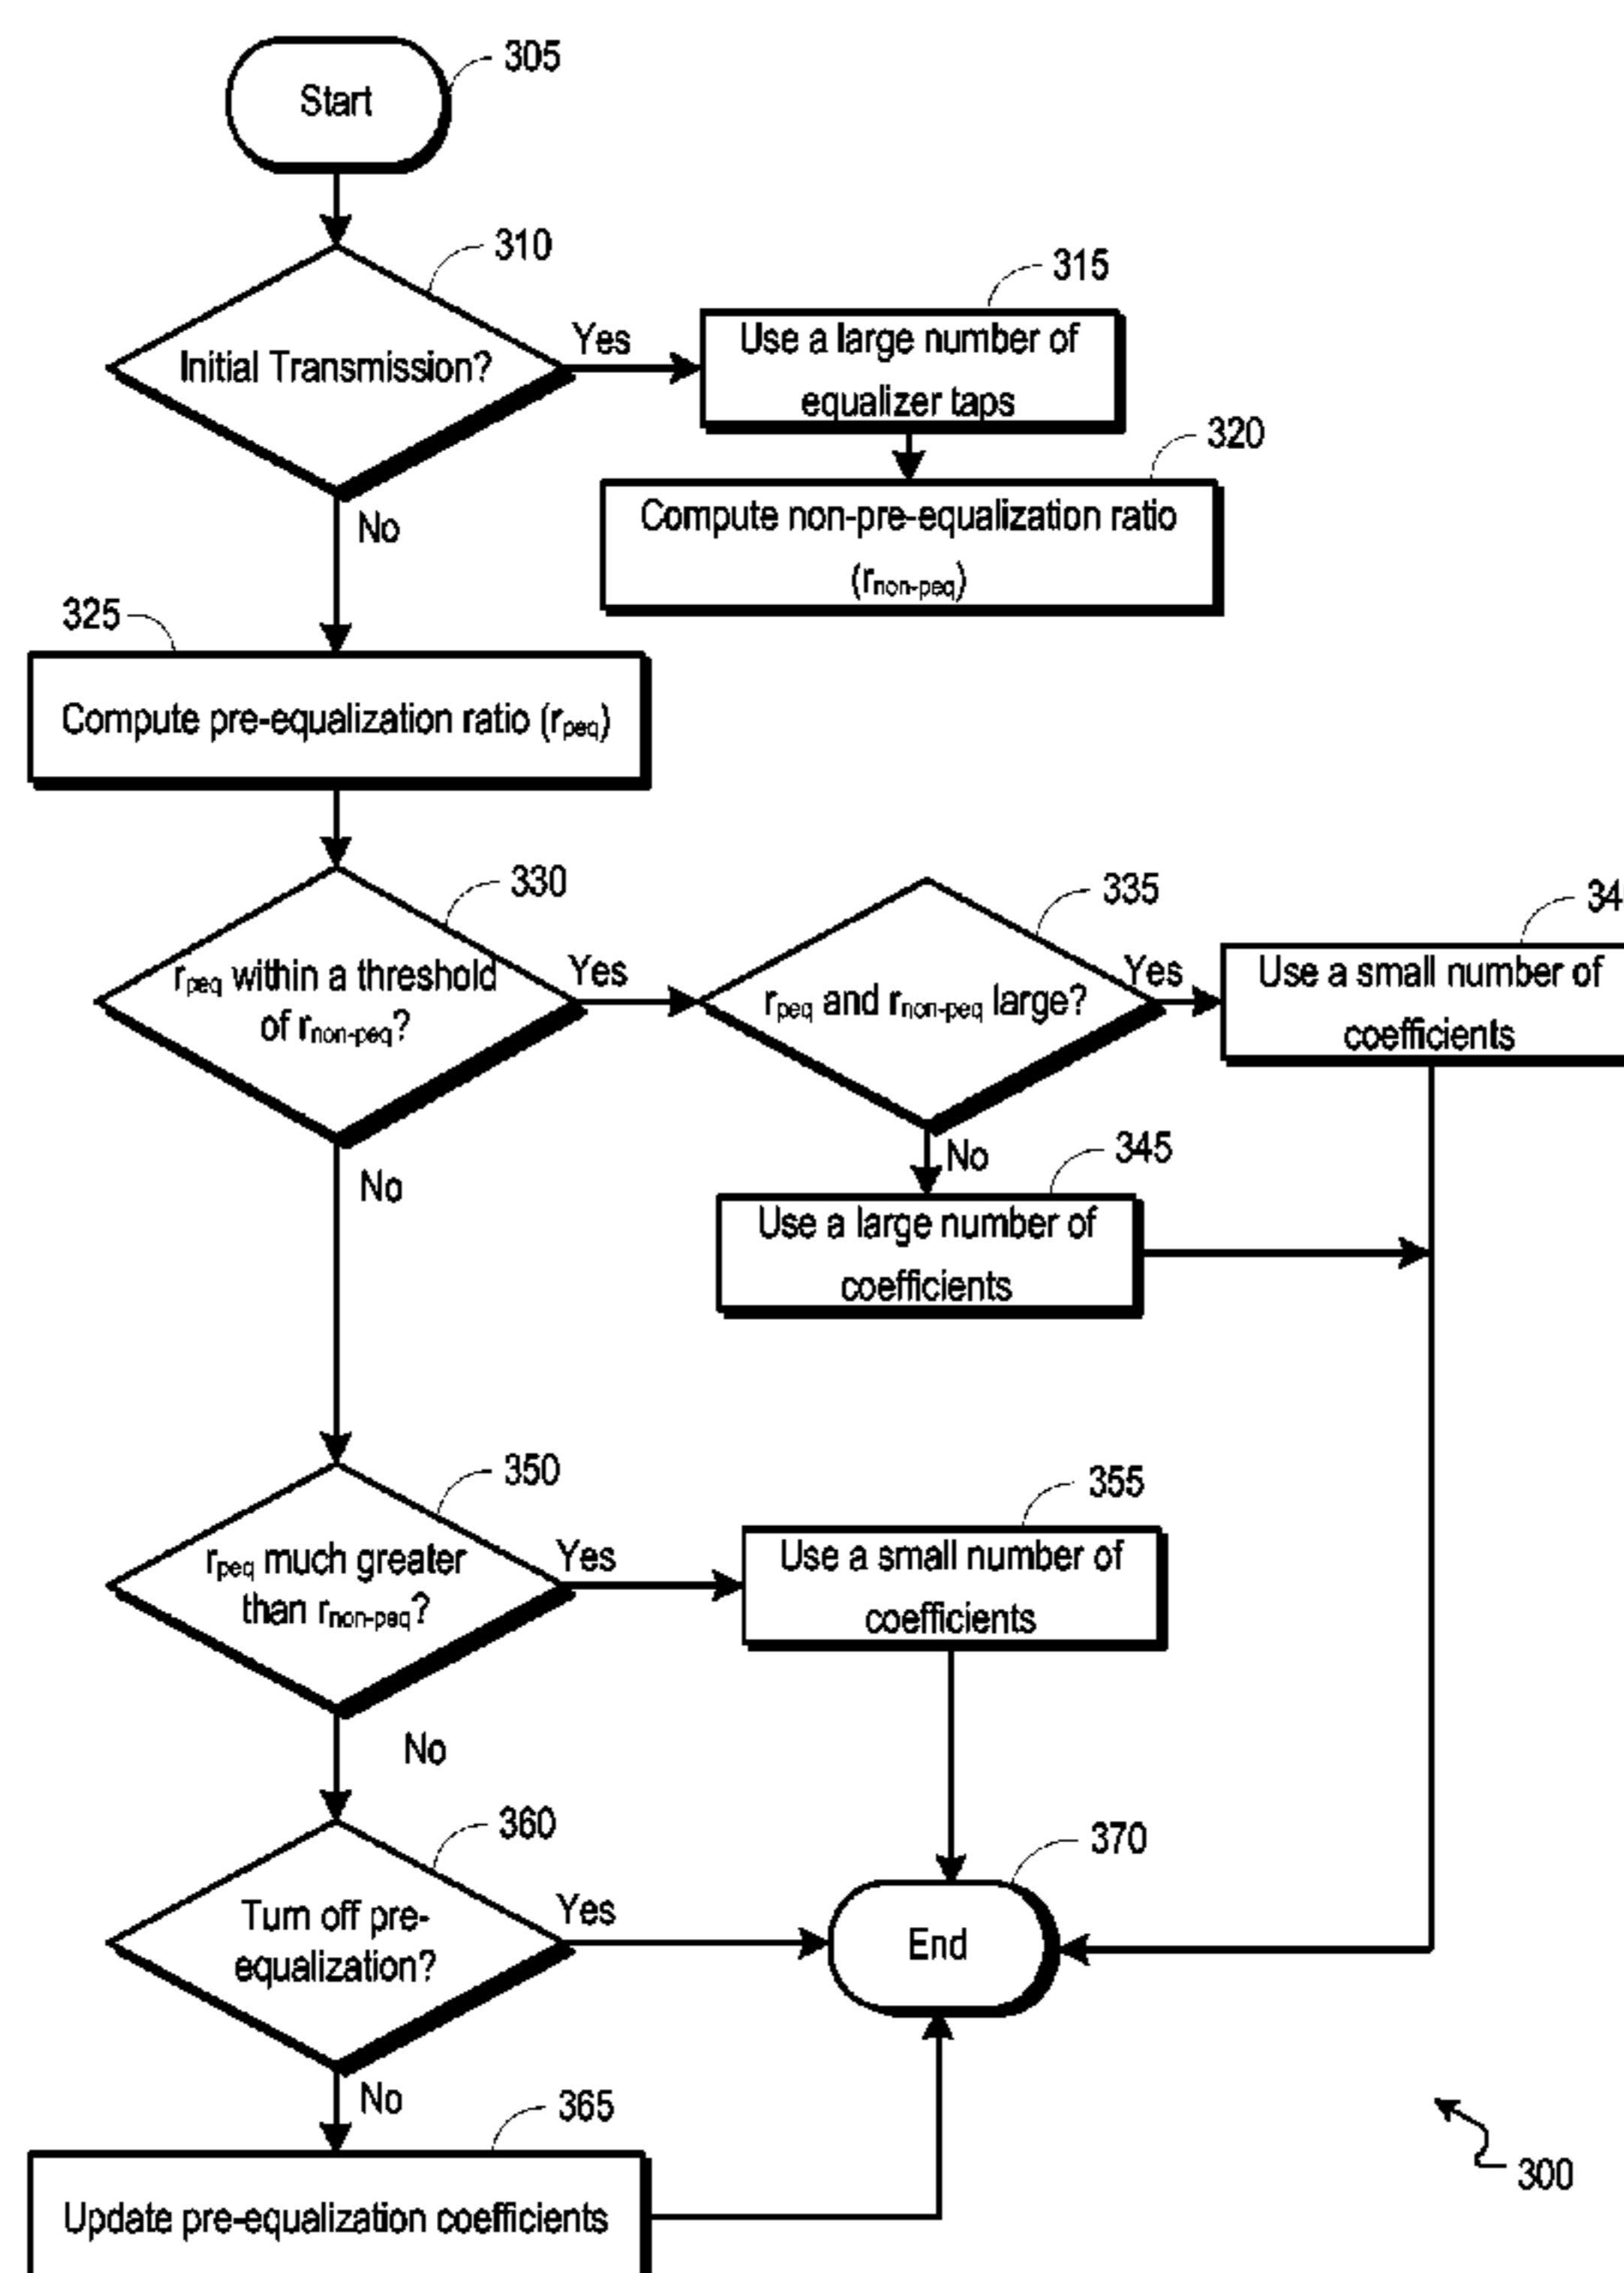 305
Start
310
Initial Transmission?
Yes
315
Use a large number of
equalizer taps
320
Compute non-pre-equalization ratio
(rnon-peq)
No
325
Compute pre-equalization ratio (rpeq)
330
rpeq within a threshold
of rnon-peq?
Yes
335
rpeq and rnon-peq large?
Yes
34
Use a small number of
coefficients
No
345
Use a large number of
coefficients
No
350
rpeq much greater
than rnon-peq?
Yes
355
Use a small number of
coefficients
No
360
Turn off pre-
equalization?
Yes
370
End
No
365
Update pre-equalization coefficients
300